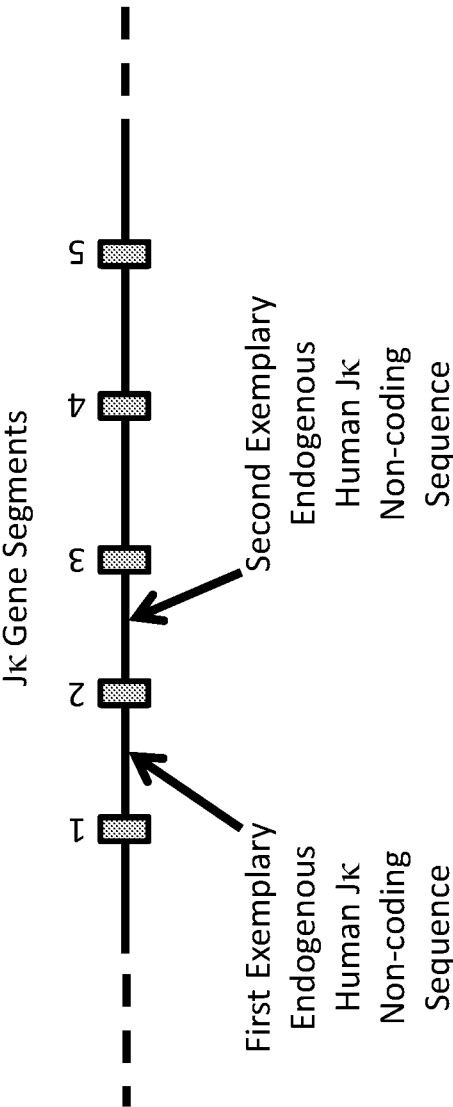 Jκ Gene Segments
1
2
3
4
5
First Exemplary
Endogenous
Human Jκ
Non-coding
Sequence
Second Exemplary
Endogenous
Human Jκ
Non-coding
Sequence